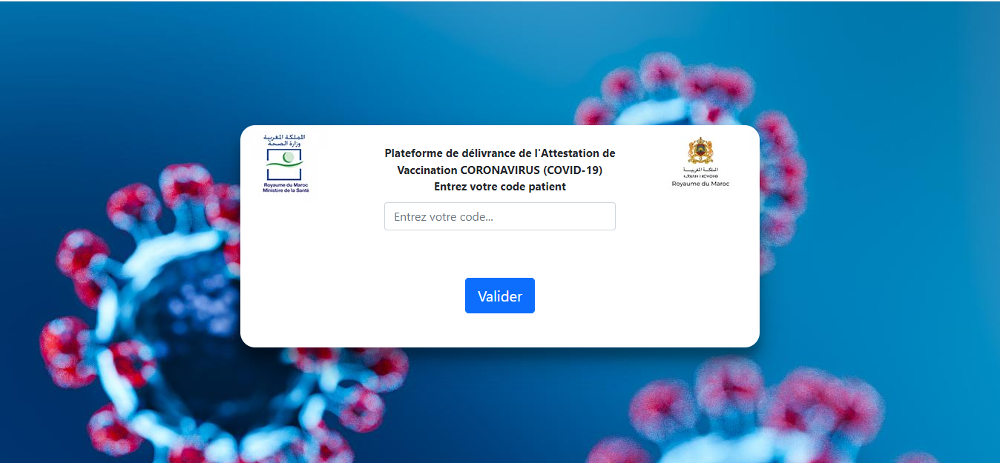 المملكة المغربية
وزارة الصحة
Royaume du Maroc
Ministère de la Santé
Plateforme de délivrance de l'Attestation de
Vaccination CORONAVIRUS (COVID-19)
Entrez votre code patient
Entrez votre code...
Valider
المملكة المغربية
Royaume du Maroc